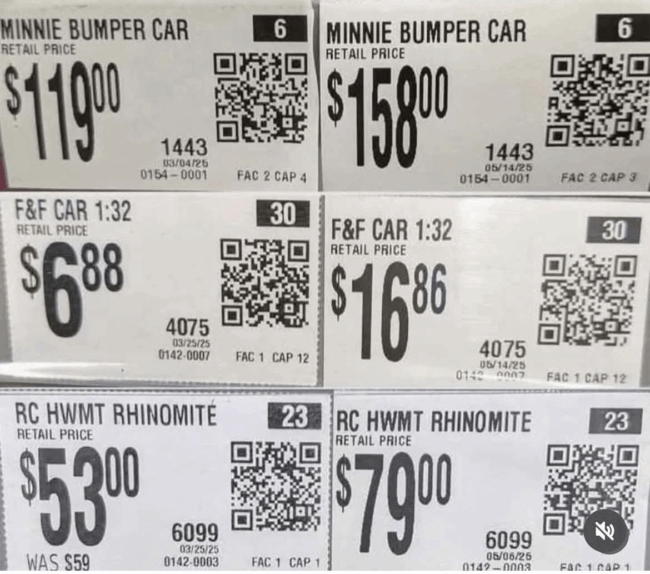 MINNIE BUMPER CAR 6
RETAIL PRICE
$119.00
1443
03/04/25
0154-0001 FAC 2 CAP 4
MINNIE BUMPER CAR 6
RETAIL PRICE
$158.00
1443
05/14/25
0154-0001 FAC 2 CAP 3
F&F CAR 1:32 30
RETAIL PRICE
$6.88
4075
03/25/25
0142-0007 FAC 1 CAP 12
F&F CAR 1:32 30
RETAIL PRICE
$16.86
4075
05/14/25
0142-0007 FAC 1 CAP 12
RC HWMT RHINOMITE 23
RETAIL PRICE
$53.00
6099
03/25/25
WAS $59 0142-0003 FAC 1 CAP 1
RC HWMT RHINOMITE 23
RETAIL PRICE
$79.00
6099
05/06/25
0142-0003 FAC 1 CAP 1